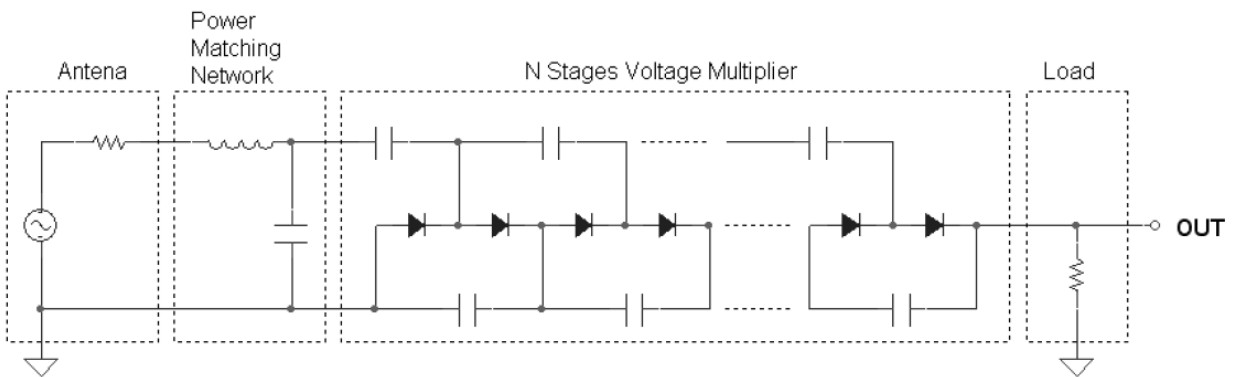 Antena
Power
Matching
Network
N Stages Voltage Multiplier
Load
OUT